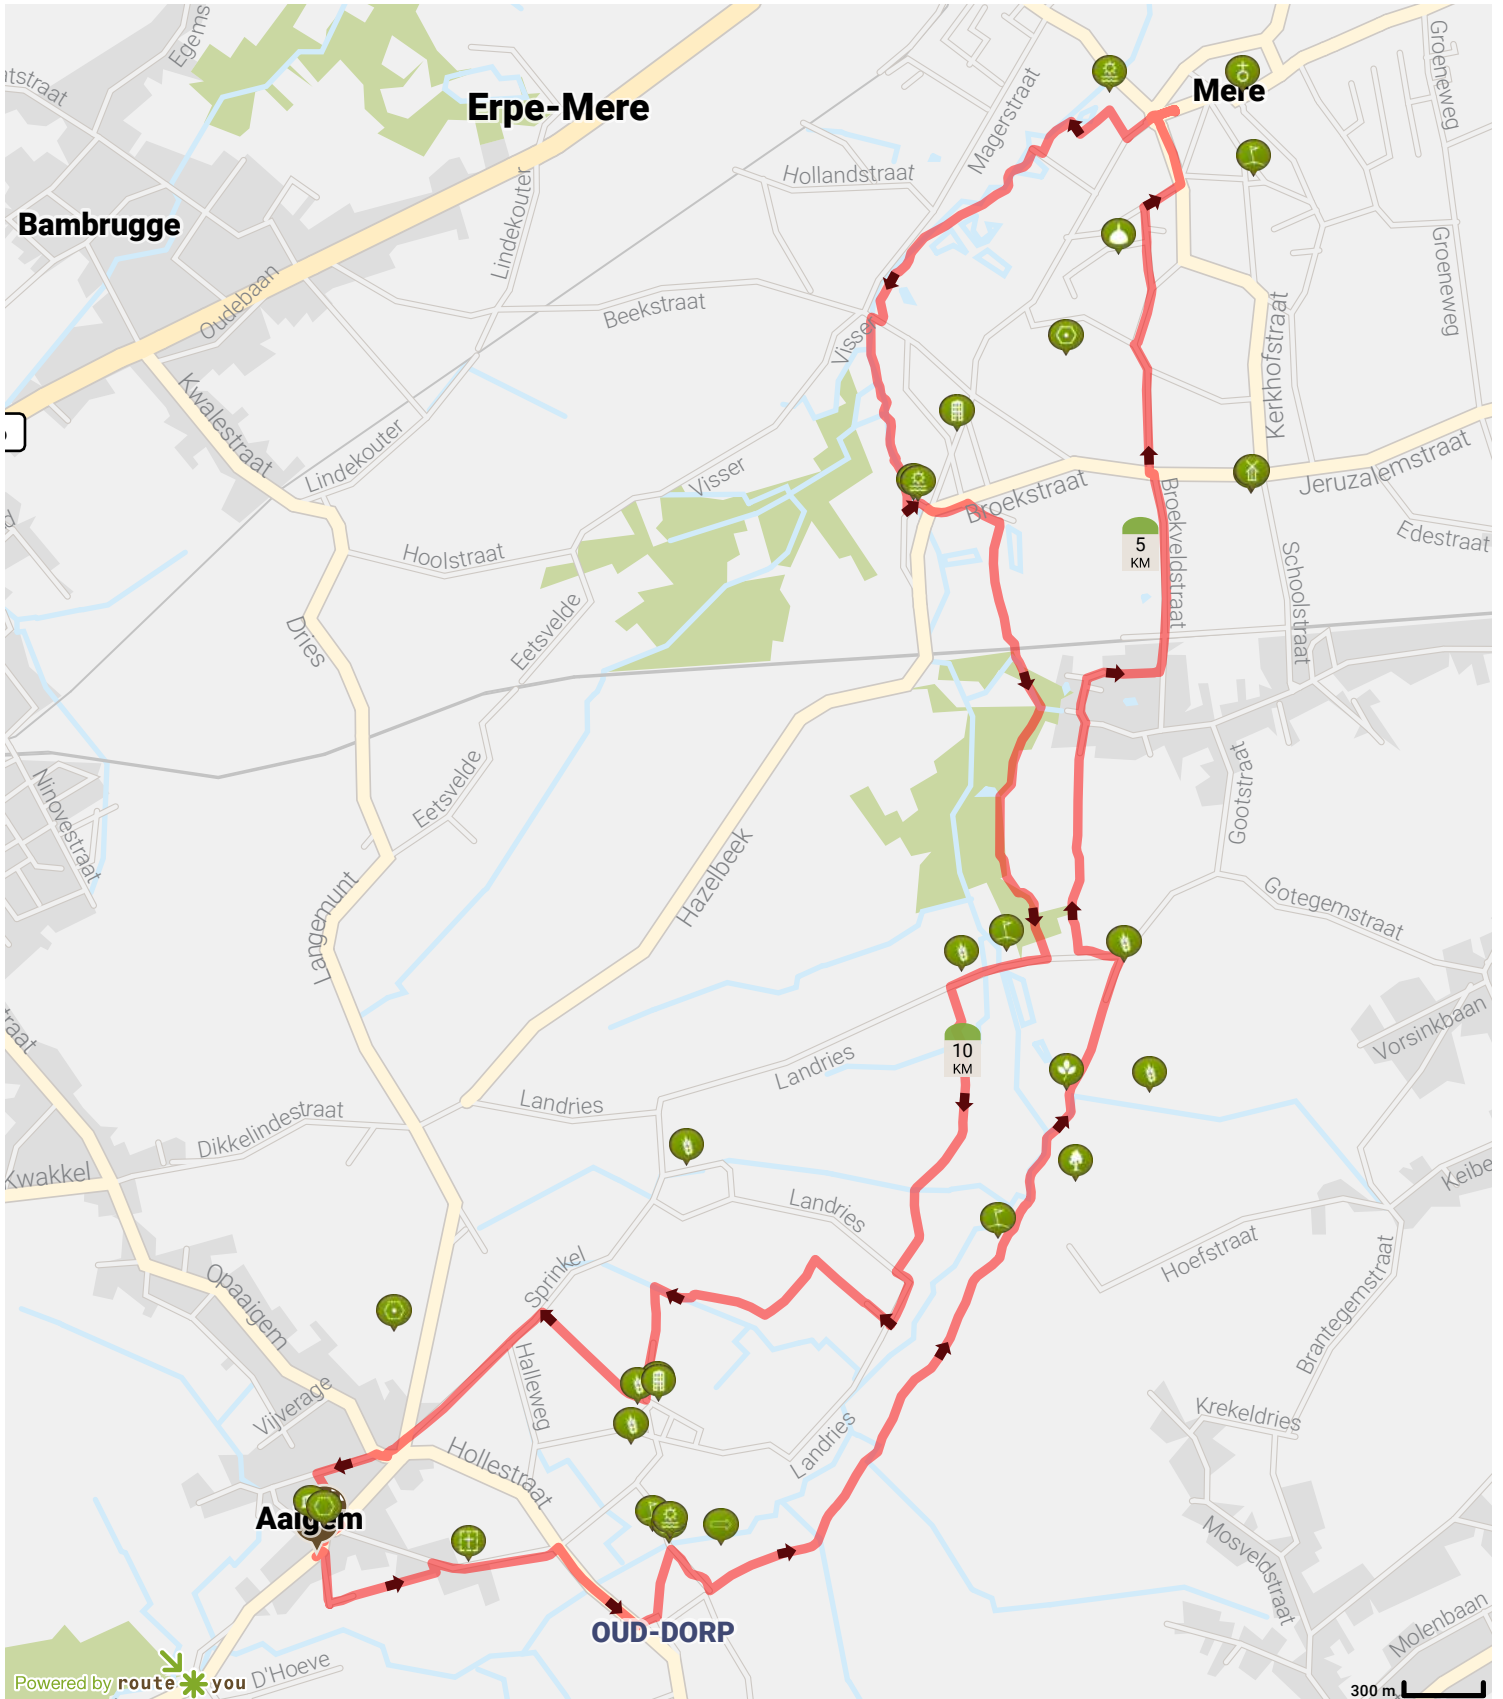 Egems
Groeneweg
Mere
Magerstraat
Erpe-Mere
Hollandstraat
Lindekouter
Bambrugge
Groeneweg
Oudebaan
Beekstraat
Visser
Kerkhofstraat
Kwalestraat
Lindekouter
Visser
Broekstraat
Jeruzalemstraat
Edestraat
Hoolstraat
5
KM
Broekveldstraat
Schoolstraat
Eetsvelde
Dries
Eetsvelde
Gootstraat
Ninovestraat
Hazelbeek
Gotegemstraat
Langemunt
Vorsinkbaan
10
KM
Landries
Landries
Dikkelindestraat
Kwakkel
Keibe
Landries
Hoefstraat
Sprinkel
Opaaigem
Brantegemstraat
Halleweg
Vijverage
Krekeldries
Landries
Hollestraat
Aaigem
Mosveldstraat
OUD-DORP
Molenbaan
D'Hoeve
Powered by route you
300 m